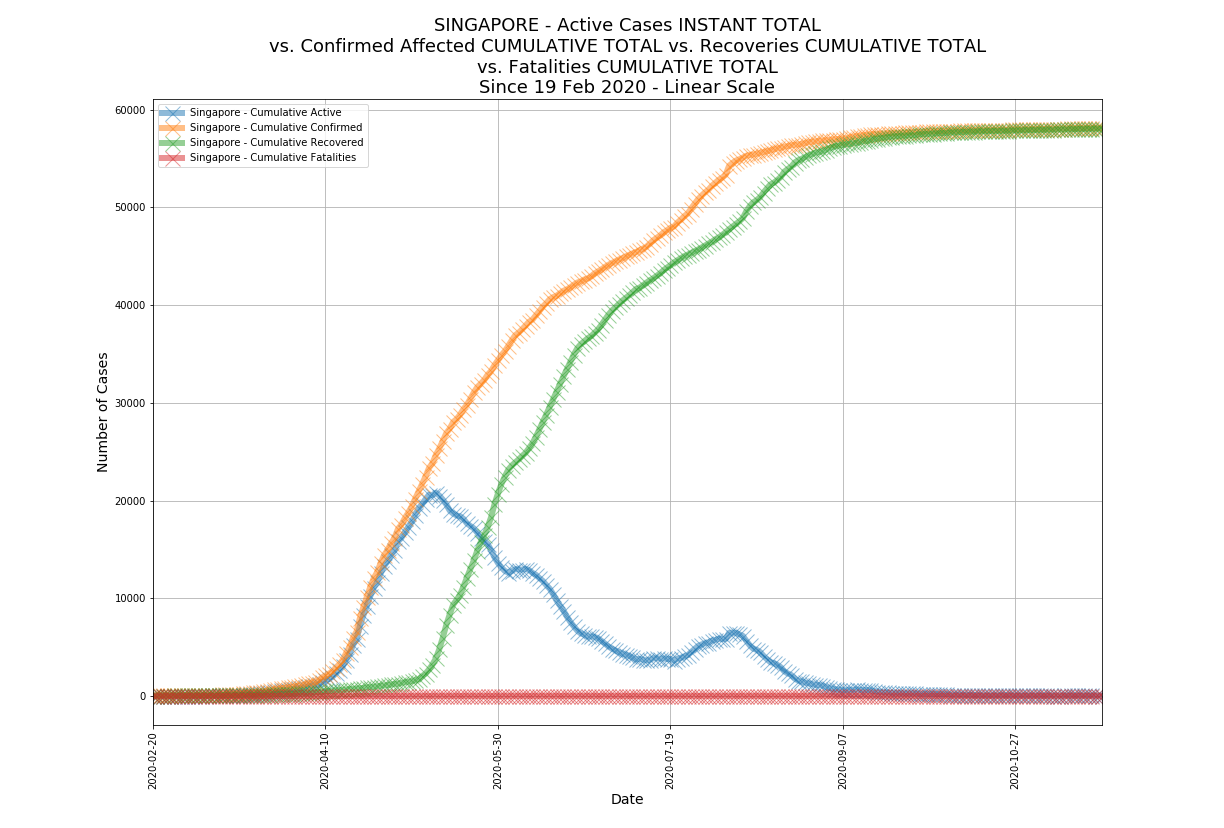 SINGAPORE - Active Cases INSTANT TOTAL
vs. Confirmed Affected CUMULATIVE TOTAL vs. Recoveries CUMULATIVE TOTAL
vs. Fatalities CUMULATIVE TOTAL
Since 19 Feb 2020 - Linear Scale
Singapore - Cumulative Active
Singapore - Cumulative Confirmed
Singapore - Cumulative Recovered
Singapore - Cumulative Fatalities
Number of Cases
60000
50000
40000
30000
20000
10000
0
2020-02-20
2020-04-10
2020-05-30
2020-07-19
2020-09-07
2020-10-27
Date